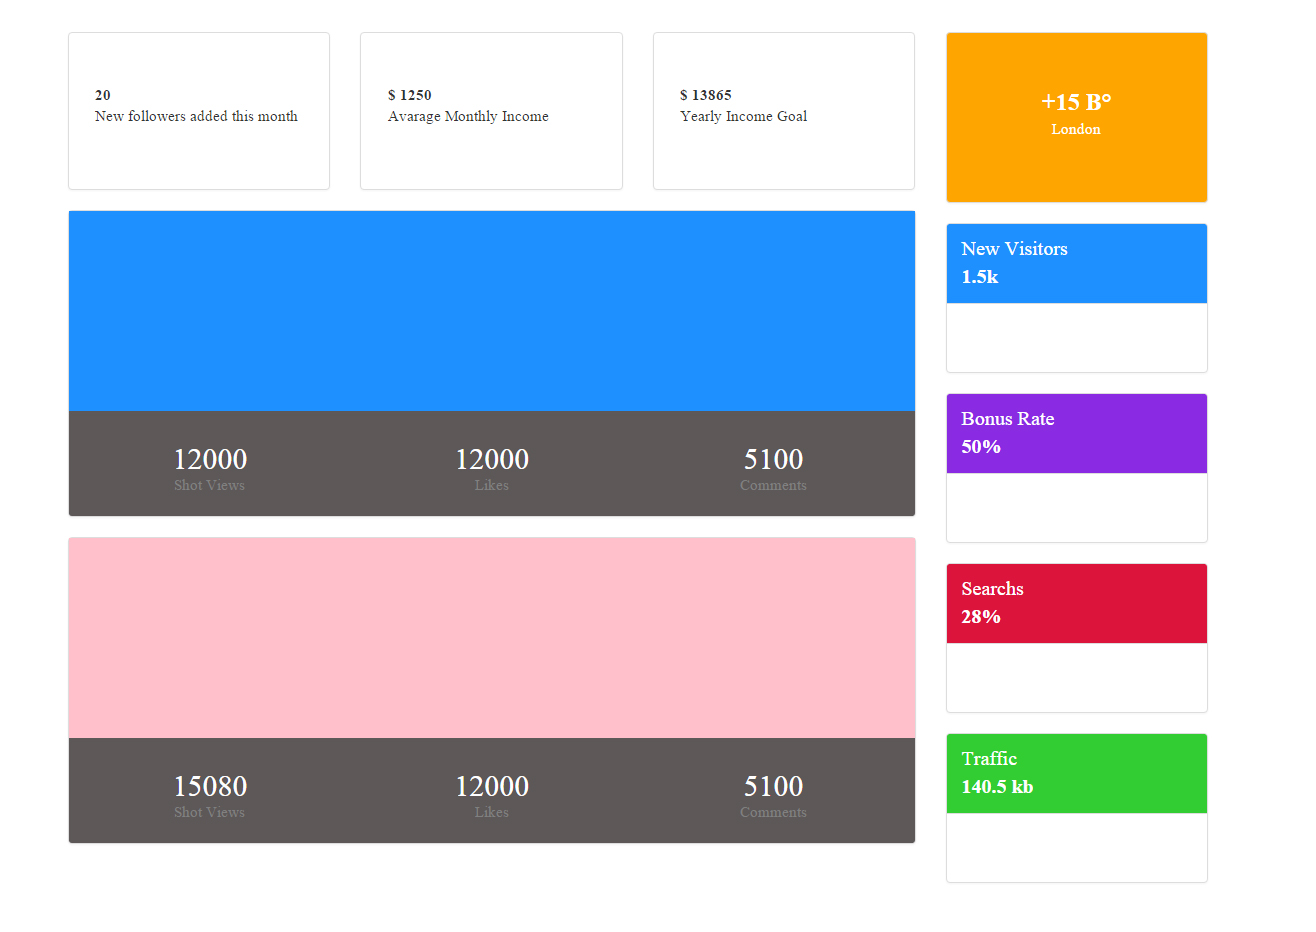 20
New followers added this month
$ 1250
Avarage Monthly Income
$ 13865
Yearly Income Goal
+15 B°
London
12000
Shot Views
12000
Likes
5100
Comments
15080
Shot Views
12000
Likes
5100
Comments
New Visitors
1.5k
Bonus Rate
50%
Searchs
28%
Traffic
140.5 kb